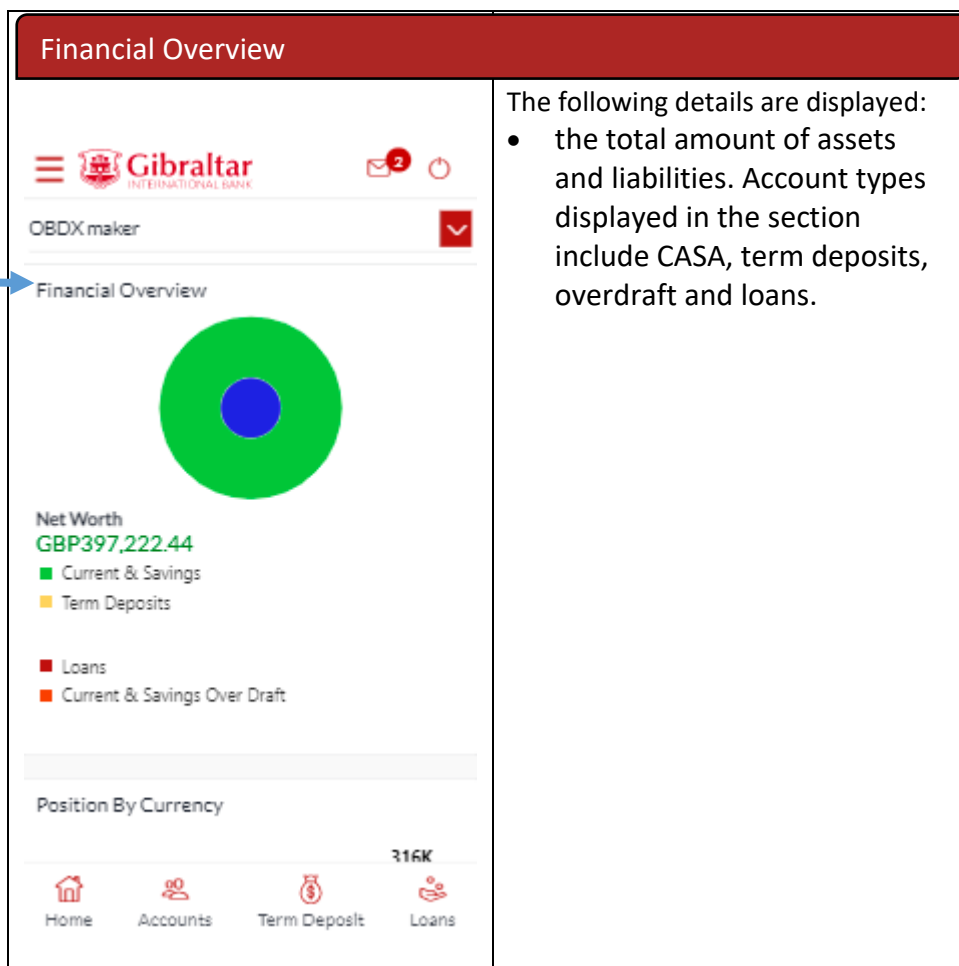 Financial Overview
Gibraltar
INTERNATIONAL BANK
2
OBDX maker
Financial Overview
Net Worth
GBP397,222.44
Current & Savings
Term Deposits
Loans
Current & Savings Over Draft
Position By Currency
316K
Home Accounts Term Deposit Loans
The following details are displayed:
• the total amount of assets
and liabilities. Account types
displayed in the section
include CASA, term deposits,
overdraft and loans.